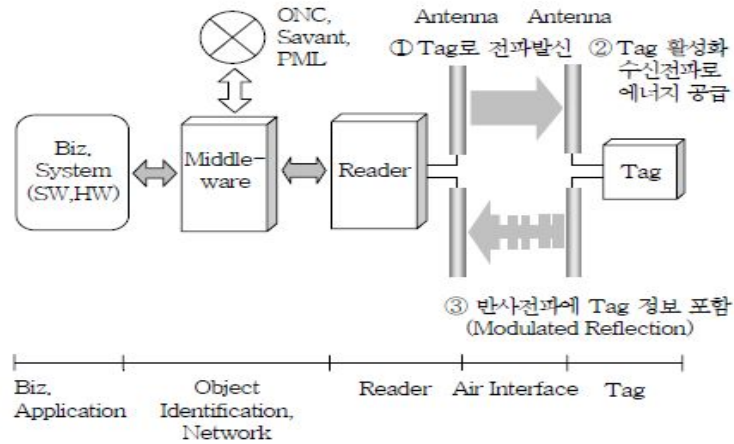 ONC,
Savant,
PML
Antenna
Antenna
① Tag로 전파발신
② Tag 활성화
수신전파로
에너지 공급
Biz,
System
(SW,HW)
Middle-
ware
Reader
Tag
③ 반사전파에 Tag 정보 포함
(Modulated Reflection)
Biz,
Application
Object
Identification,
Network
Reader
Air Interface
Tag